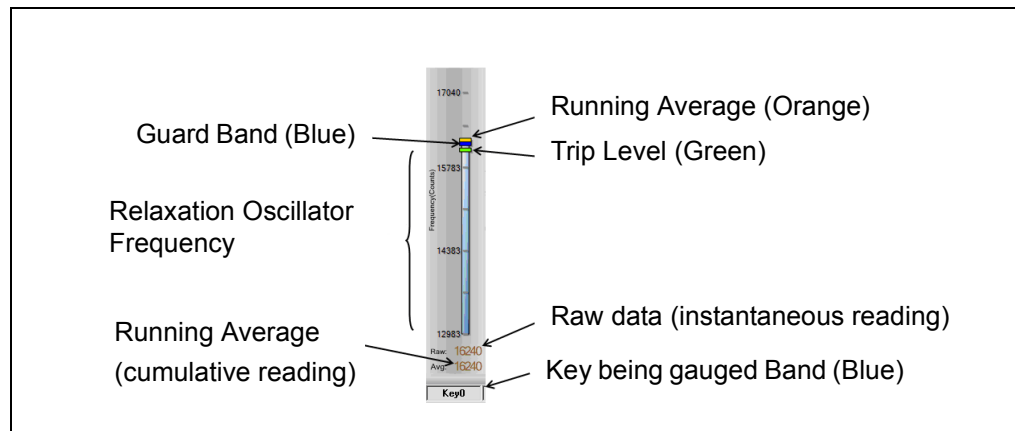 17040
Running Average (Orange)
Guard Band (Blue)
Trip Level (Green)
15783
Frequency(Counts)
Relaxation Oscillator
Frequency
14383
12983
Raw data (instantaneous reading)
Running Average
(cumulative reading)
Raw: 16240
Avg: 16240
Key being gauged Band (Blue)
Key0